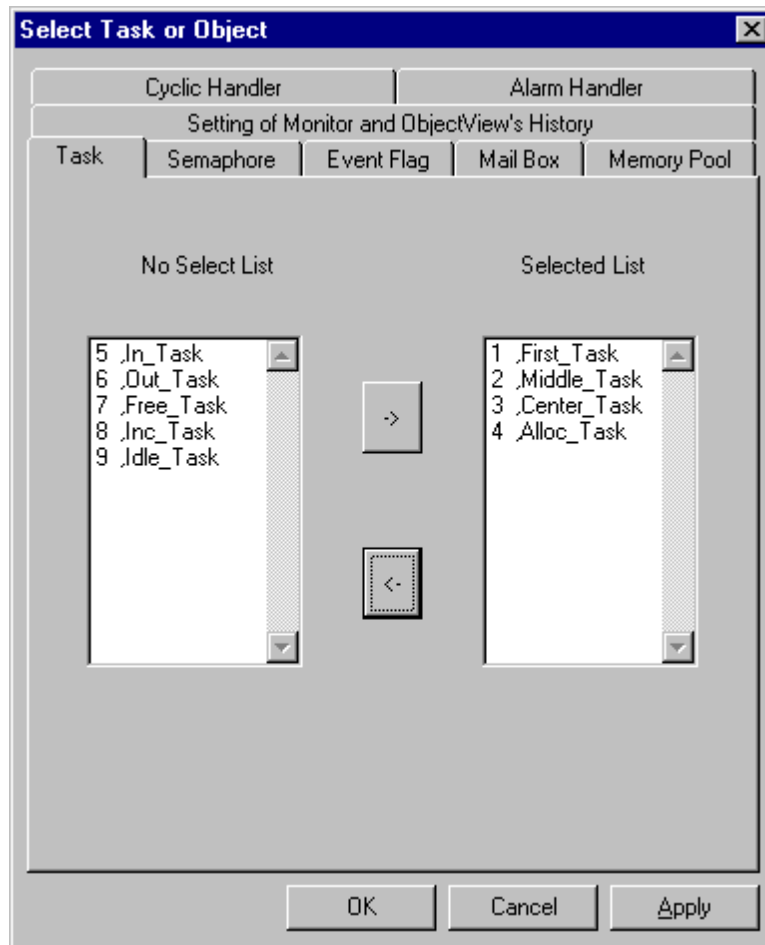 Select Task or Object
Cyclic Handler
Alarm Handler
Setting of Monitor and ObjectView's History
Task
Semaphore
Event Flag
Mail Box
Memory Pool
No Select List
Selected List
5 ,In_Task
6 ,Out_Task
7 ,Free_Task
8 ,Inc_Task
9 ,Idle_Task
->
<-
1 ,First_Task
2 ,Middle_Task
3 ,Center_Task
4 ,Alloc_Task
OK
Cancel
Apply